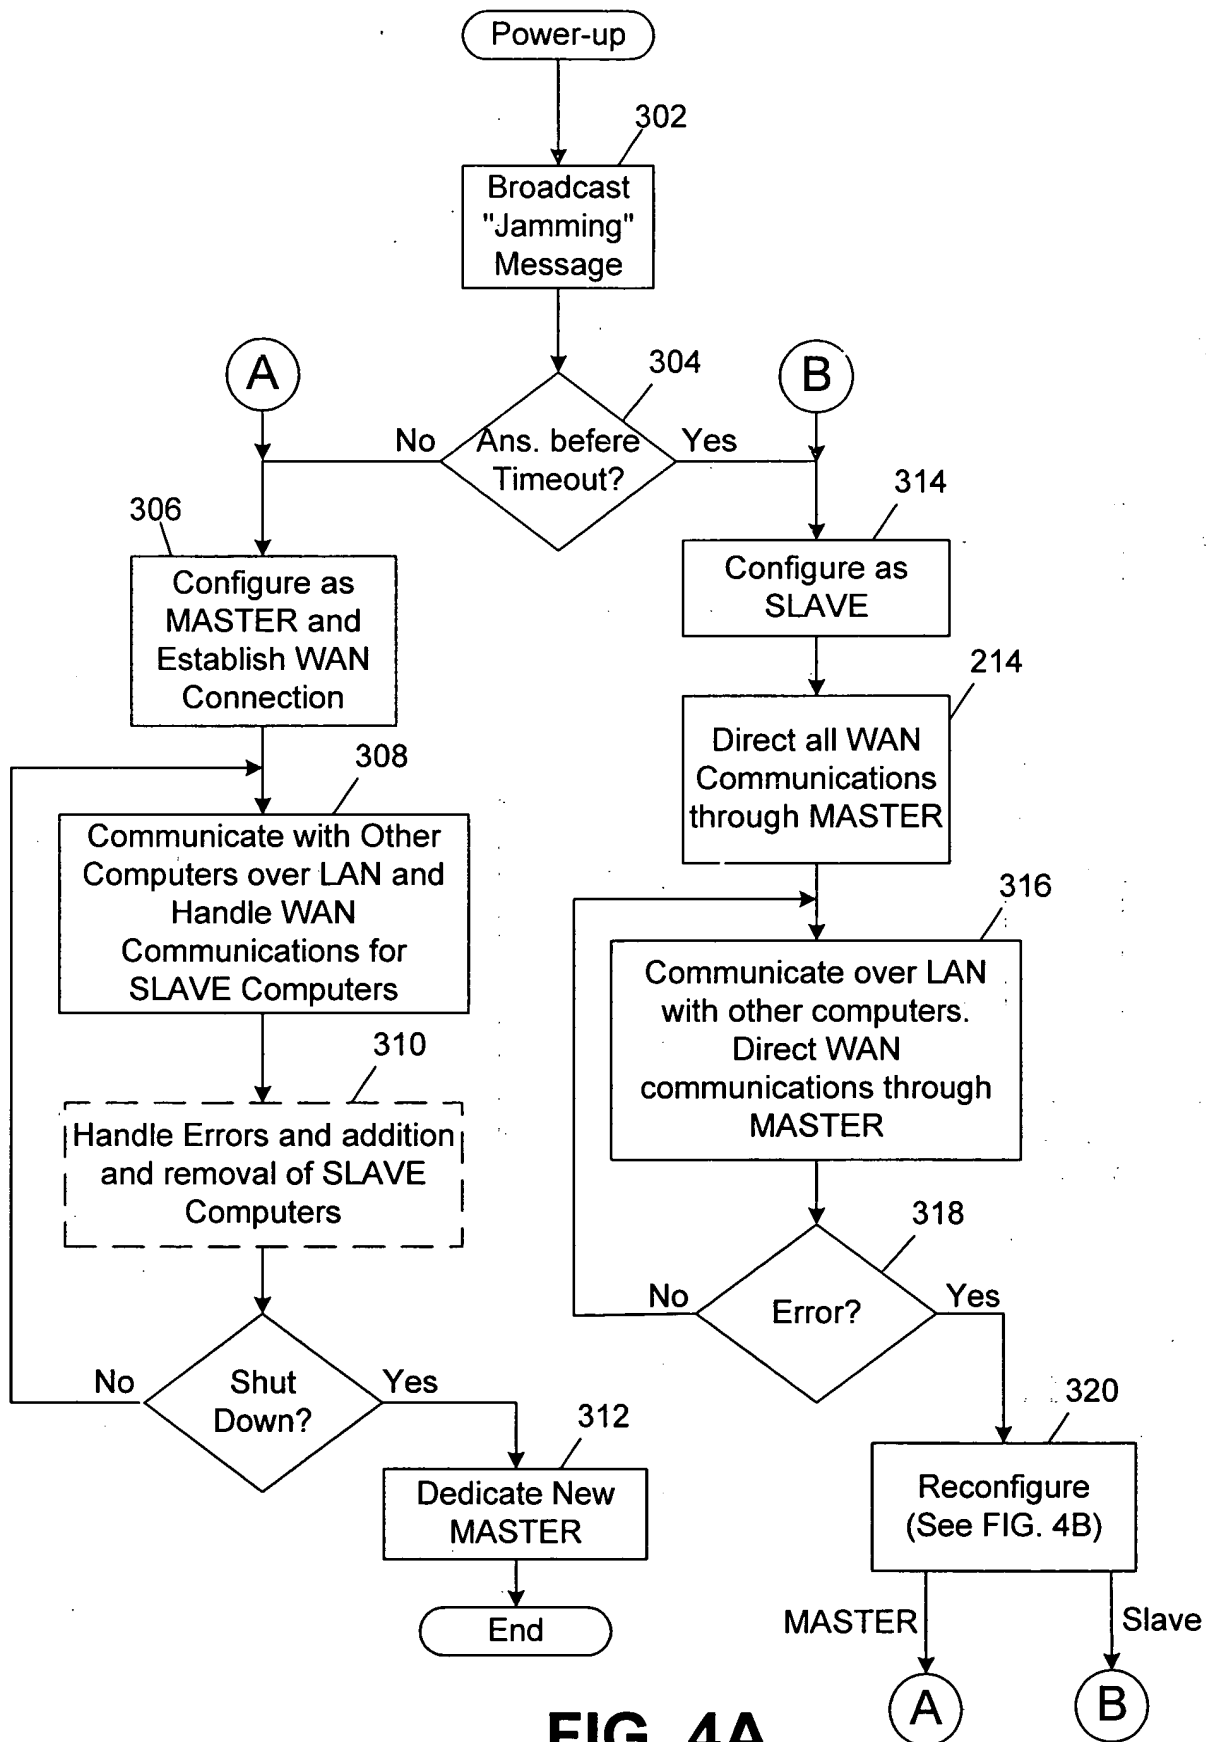 Power-up
302
Broadcast
"Jamming"
Message
A
304
B
No
Ans. befere
Timeout?
Yes
306
314
Configure as
MASTER and
Establish WAN
Connection
Configure as
SLAVE
214
Direct all WAN
Communications
through MASTER
308
Communicate with Other
Computers over LAN and
Handle WAN
Communications for
SLAVE Computers
316
Communicate over LAN
with other computers.
Direct WAN
communications through
MASTER
310
Handle Errors and addition
and removal of SLAVE
Computers
318
No
Error?
Yes
No
Shut
Down?
Yes
312
Dedicate New
MASTER
End
320
Reconfigure
(See FIG. 4B)
MASTER
Slave
A
B
FIG. 4A